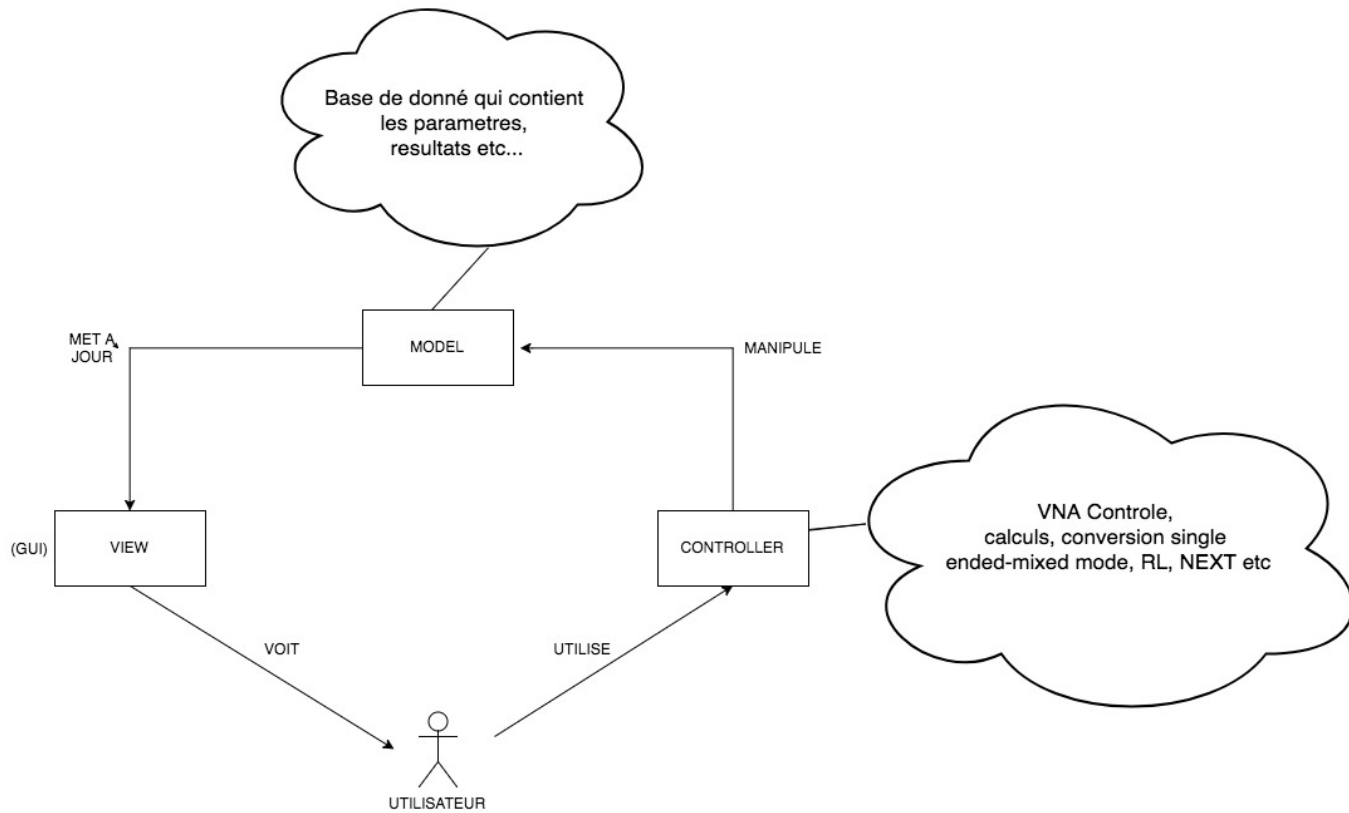 Base de donné qui contient
les parametres,
resultats etc...
MET A
JOUR
MODEL
MANIPULE
VNA Controle,
calculs, conversion single
ended-mixed mode, RL, NEXT etc
(GUI)
VIEW
CONTROLLER
VOIT
UTILISE
UTILISATEUR